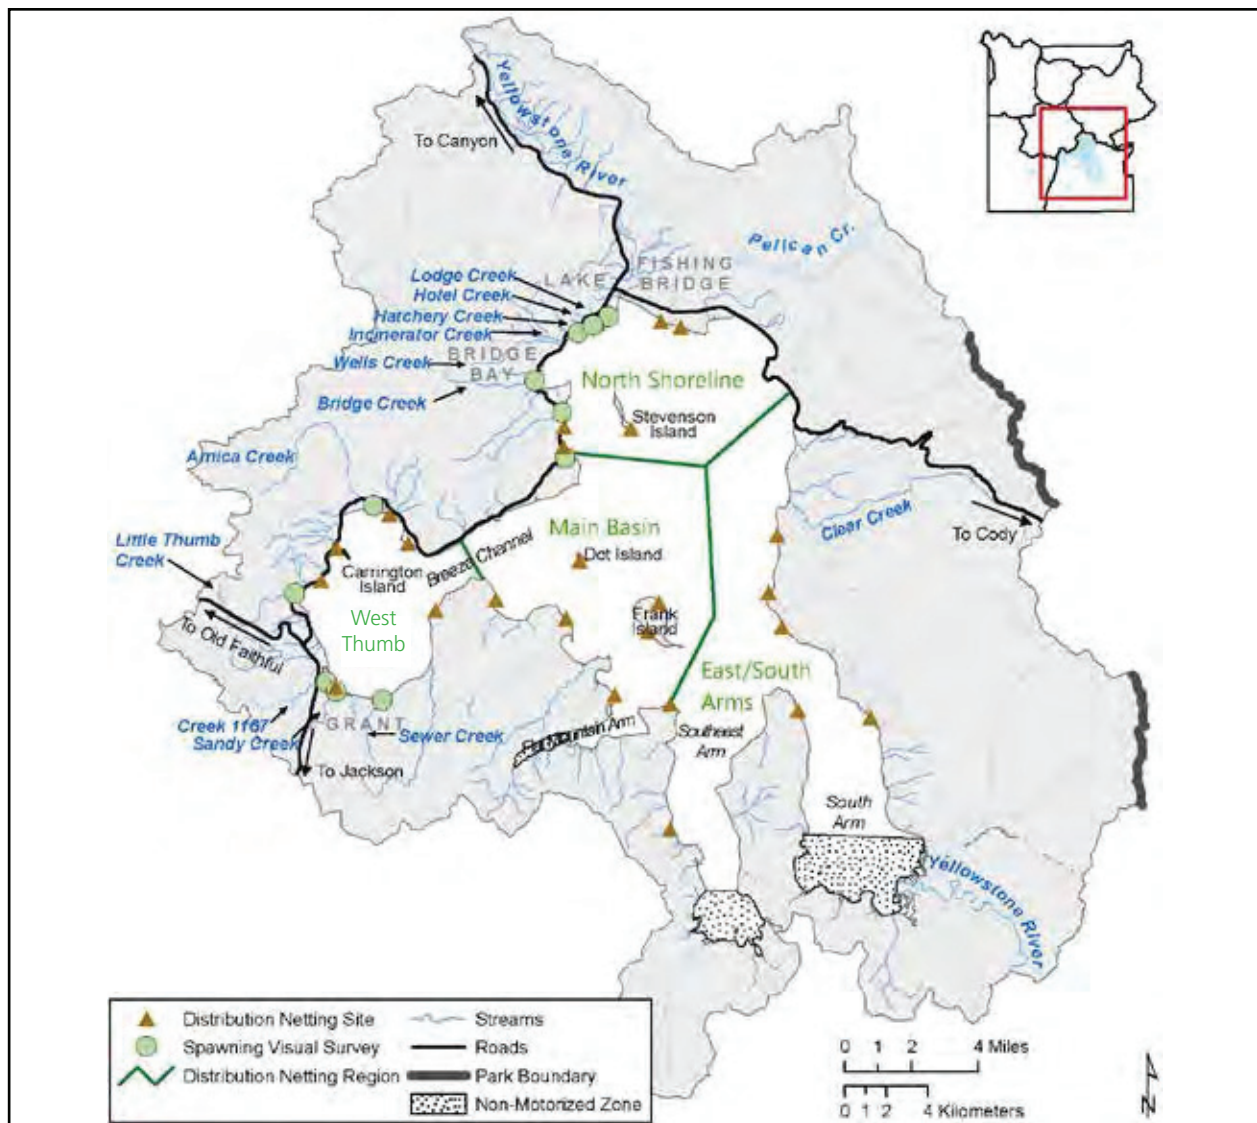 Yellowstone River
To Canyon
Pelican Cr.
LAKE
FISHING
BRIDGE
Lodge Creek
Hotel Creek
Hatchery Creek
Incinerator Creek
BRIDGE
BAY
Wells Creek
Bridge Creek
North Shoreline
Stevenson
Island
Arnica Creek
Main Basin
Breeze Channel
Dot Island
Clear Creek
To Cody
Little Thumb
Creek
Carrington
Island
West
Thumb
Frank
Island
To Old Faithful
East/South
Arms
Southeast
Arm
Creek 1167
Sandy Creek
GRANT
Sewer Creek
To Jackson
Mountain Arm
South
Arm
Yellowstone River
Distribution Netting Site
Spawning Visual Survey
Distribution Netting Region
Streams
Roads
Park Boundary
Non-Motorized Zone
0 1 2 4 Miles
0 1 2 4 Kilometers
N